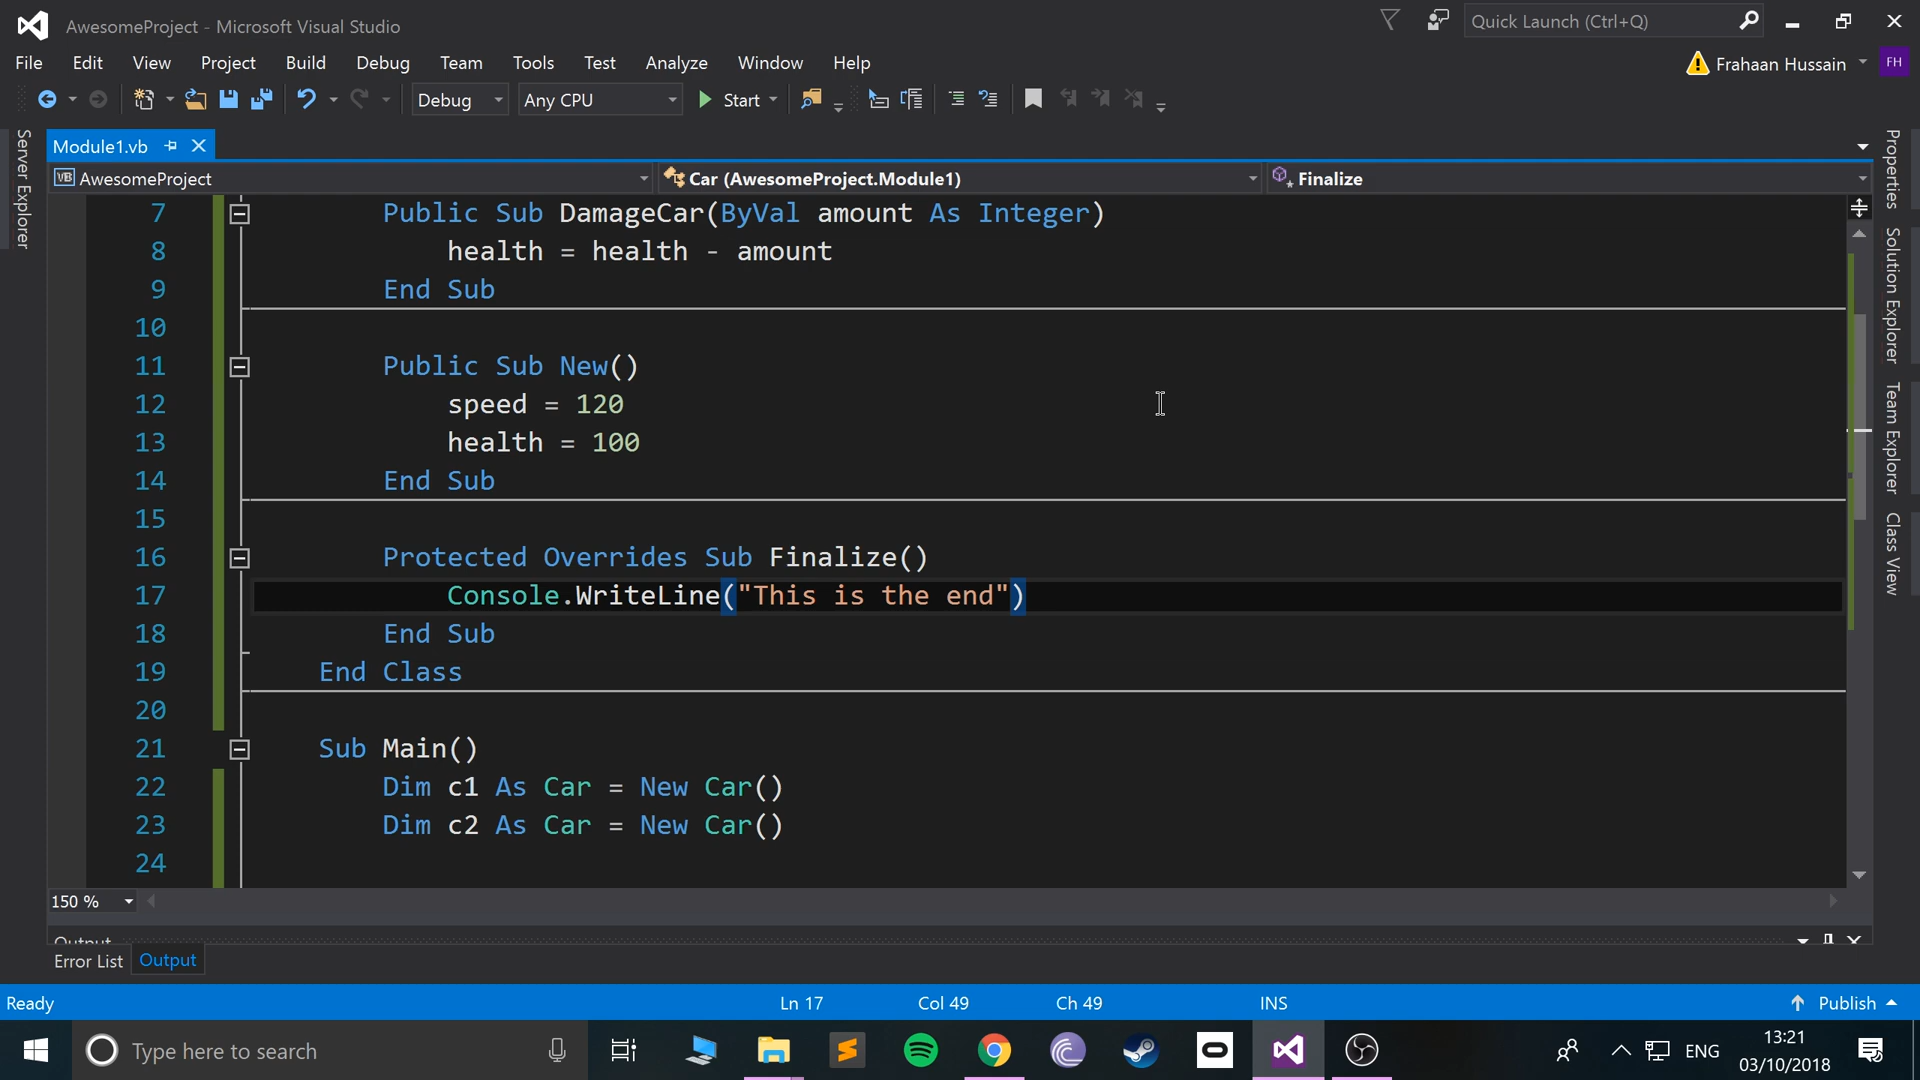 AwesomeProject - Microsoft Visual Studio
Quick Launch (Ctrl+Q)
File Edit View Project Build Debug Team Tools Test Analyze Window Help
Frahaan Hussain FH
Debug Any CPU Start
Server Explorer
Module1.vb
VB AwesomeProject Car (AwesomeProject.Module1) Finalize
7 Public Sub DamageCar(ByVal amount As Integer)
8 health = health - amount
9 End Sub
10
11 Public Sub New()
12 speed = 120
13 health = 100
14 End Sub
15
16 Protected Overrides Sub Finalize()
17 Console.WriteLine("This is the end")
18 End Sub
19 End Class
20
21 Sub Main()
22 Dim c1 As Car = New Car()
23 Dim c2 As Car = New Car()
24
Properties
Solution Explorer
Team Explorer
Class View
150 %
Output
Error List Output
Ready Ln 17 Col 49 Ch 49 INS Publish
Type here to search
ENG
13:21
03/10/2018